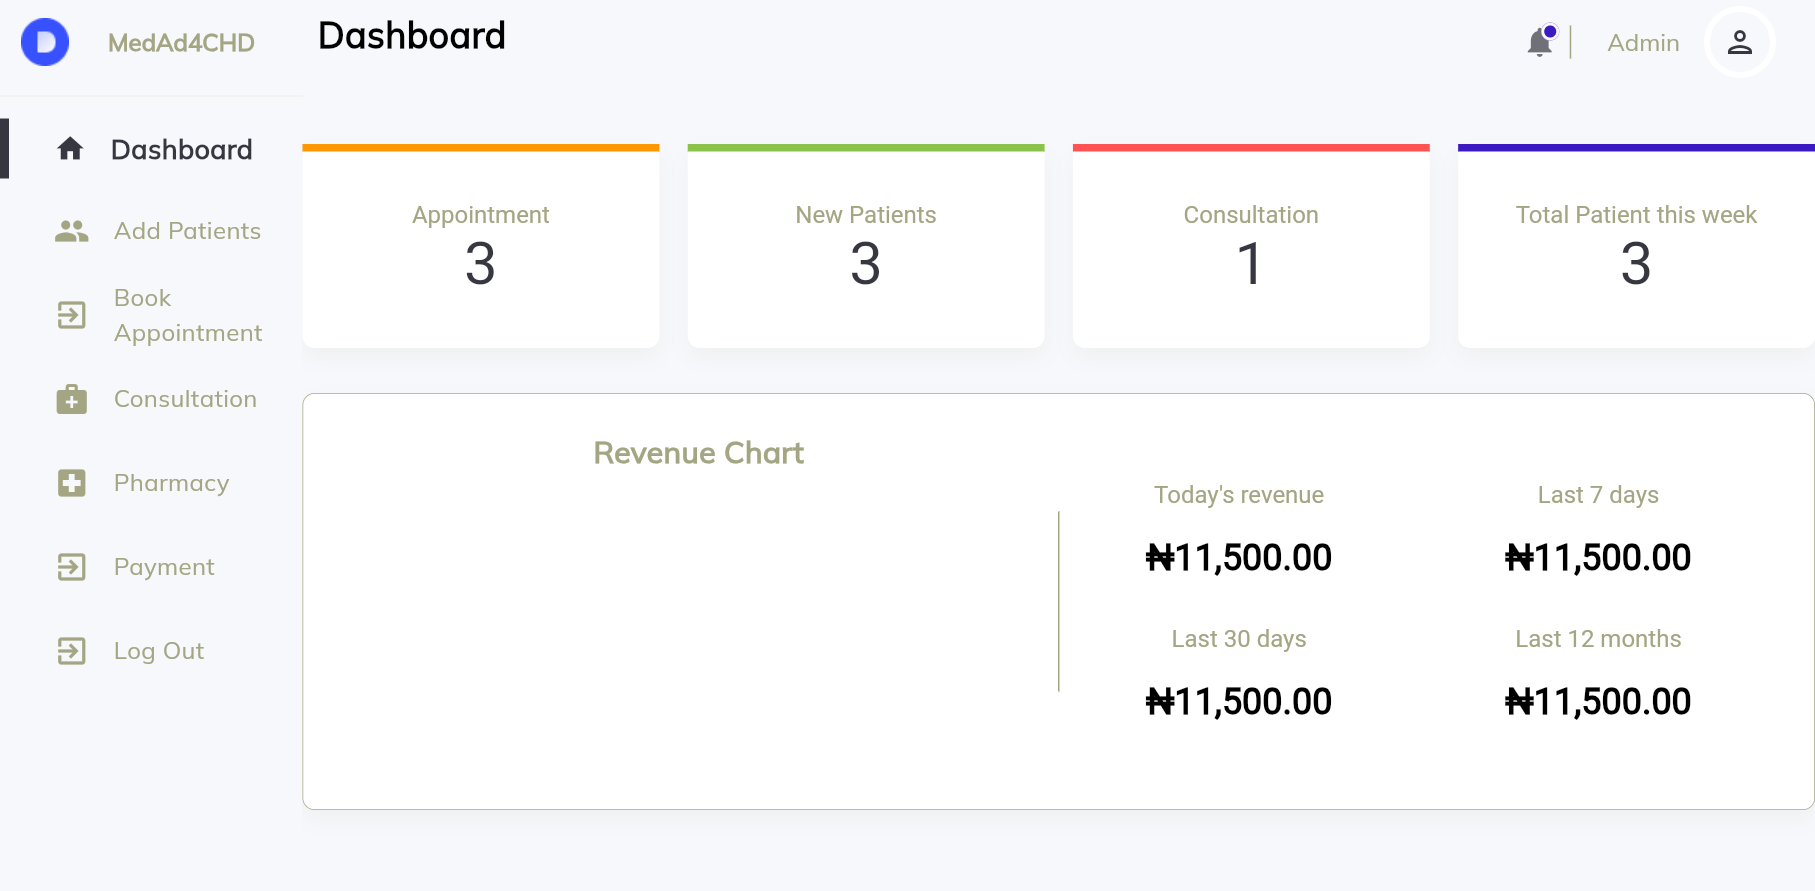 D
MedAd4CHD
Dashboard
Admin
Dashboard
Add Patients
Book
Appointment
Consultation
Pharmacy
Payment
Log Out
Appointment
3
New Patients
3
Consultation
1
Total Patient this week
3
Revenue Chart
Today's revenue
₦11,500.00
Last 7 days
₦11,500.00
Last 30 days
₦11,500.00
Last 12 months
₦11,500.00